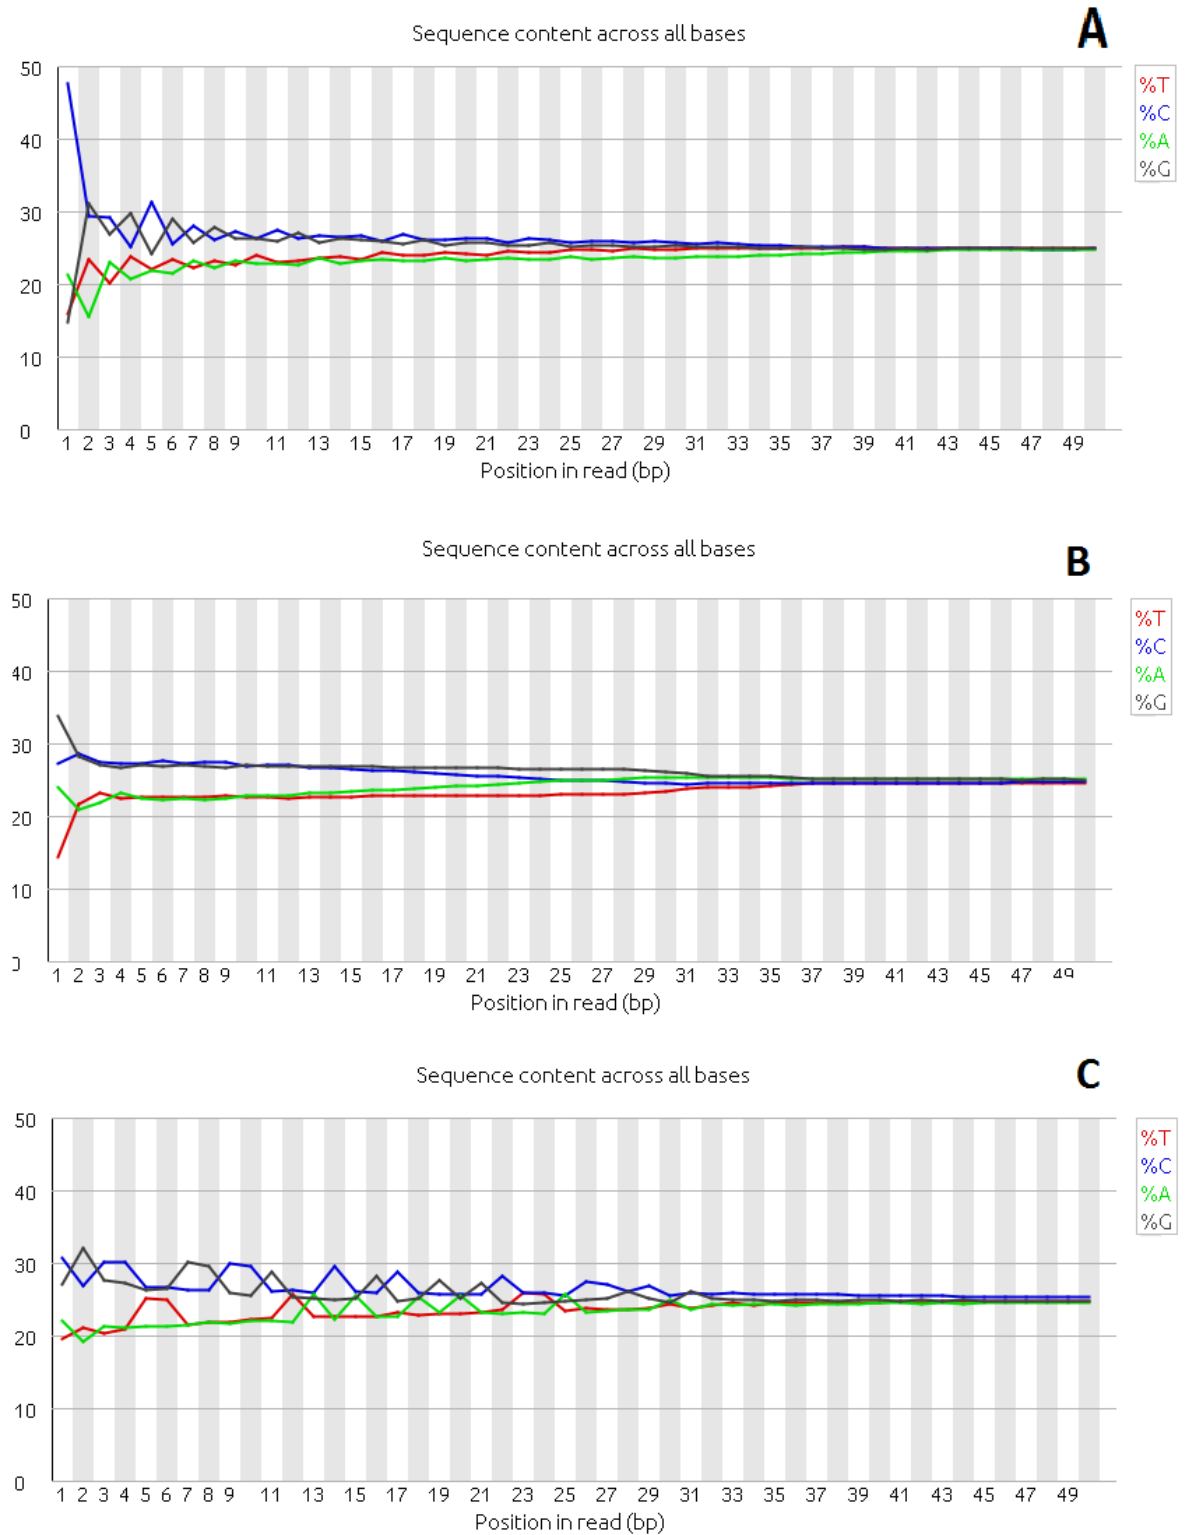 Sequence content across all bases
A
50
%T
%C
%A
%G
40
30
20
10
0
1 2 3 4 5 6 7 8 9 11 13 15 17 19 21 23 25 27 29 31 33 35 37 39 41 43 45 47 49
Position in read (bp)
Sequence content across all bases
B
50
%T
%C
%A
%G
40
30
20
10
1 2 3 4 5 6 7 8 9 11 13 15 17 19 21 23 25 27 29 31 33 35 37 39 41 43 45 47 49
Position in read (bp)
Sequence content across all bases
C
50
%T
%C
%A
%G
40
30
20
10
0
1 2 3 4 5 6 7 8 9 11 13 15 17 19 21 23 25 27 29 31 33 35 37 39 41 43 45 47 49
Position in read (bp)